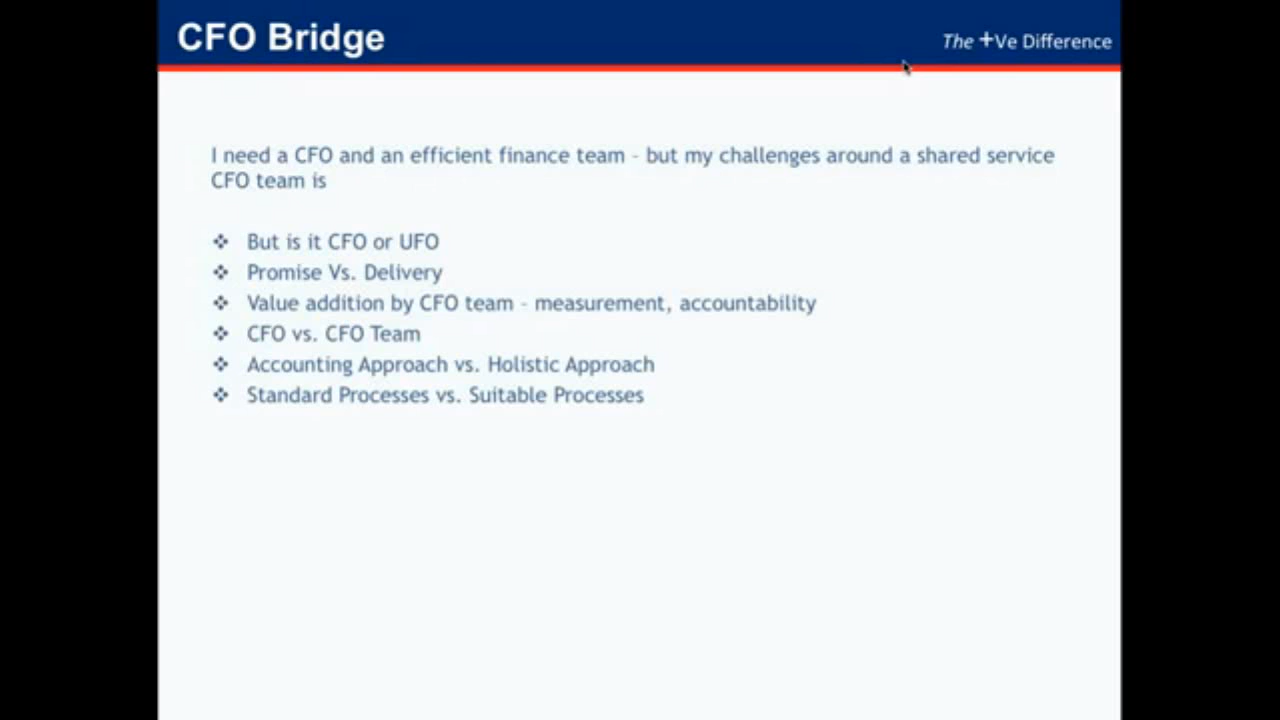 CFO Bridge
The +Ve Difference
I need a CFO and an efficient finance team - but my challenges around a shared service
CFO team is
❖ But is it CFO or UFO
❖ Promise Vs. Delivery
❖ Value addition by CFO team - measurement, accountability
❖ CFO vs. CFO Team
❖ Accounting Approach vs. Holistic Approach
❖ Standard Processes vs. Suitable Processes